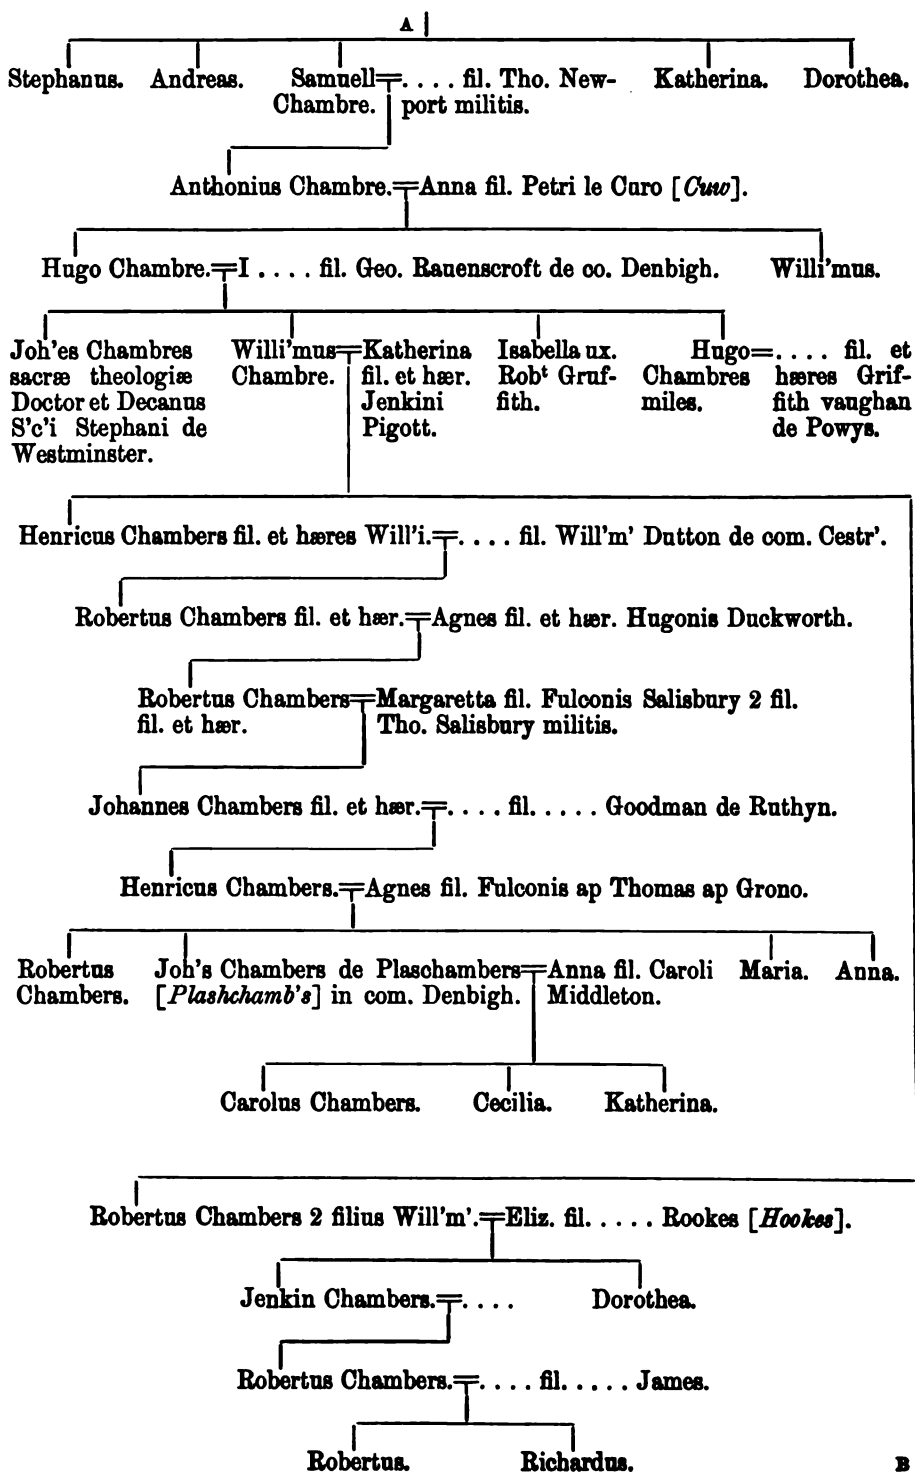 A
Stephanus. Andreas. Samuell=. . . . fil. Tho. New- Katherina. Dorothea.
Chambre. port militis.
Anthonius Chambre.=Anna fil. Petri le Curo [Cuw].
Hugo Chambre.=I . . . . fil. Geo. Rauenscroft de co. Denbigh. Willi'mus.
Joh'es Chambres
sacræ theologiæ
Doctor et Decanus
S'c'i Stephani de
Westminster.
Willi'mus=Katherina
Chambre. fil. et hær.
Jenkini
Pigott.
Isabella ux.
Robᵗ Gruf-
fith.
Hugo=. . . . fil. et
Chambres hæres Grif-
miles. fith vaughan
de Powys.
Henricus Chambers fil. et hæres Will'i.=. . . . fil. Will'm' Dutton de com. Cestr'.
Robertus Chambers fil. et hær.=Agnes fil. et hær. Hugonis Duckworth.
Robertus Chambers=Margaretta fil. Fulconis Salisbury 2 fil.
fil. et hær. Tho. Salisbury militis.
Johannes Chambers fil. et hær.=. . . . fil. . . . . Goodman de Ruthyn.
Henricus Chambers.=Agnes fil. Fulconis ap Thomas ap Grono.
Robertus
Chambers.
Joh's Chambers de Plaschambers=Anna fil. Caroli
[Plashchamb's] in com. Denbigh. Middleton.
Maria. Anna.
Carolus Chambers. Cecilia. Katherina.
Robertus Chambers 2 filius Will'm'.=Eliz. fil. . . . . Rookes [Hookes].
Jenkin Chambers.=. . . . Dorothea.
Robertus Chambers.=. . . . fil. . . . . James.
Robertus. Richardus.
B